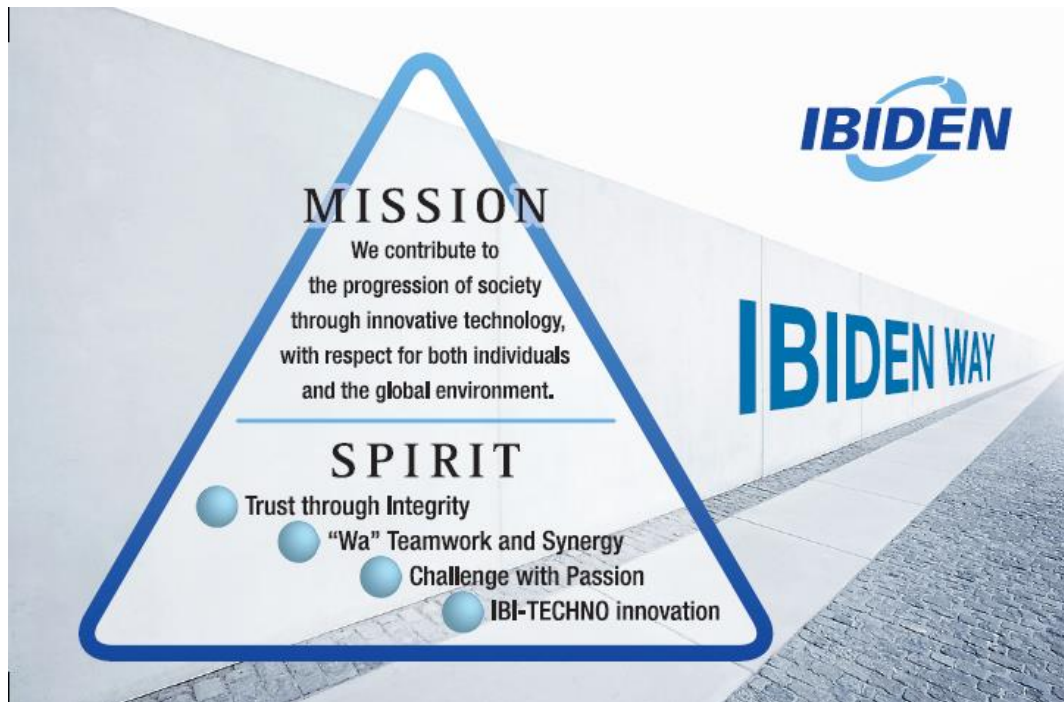 IBIDEN
MISSION
We contribute to
the progression of society
through innovative technology,
with respect for both individuals
and the global environment.
IBIDEN WAY
SPIRIT
Trust through Integrity
“Wa” Teamwork and Synergy
Challenge with Passion
IBI-TECHNO innovation